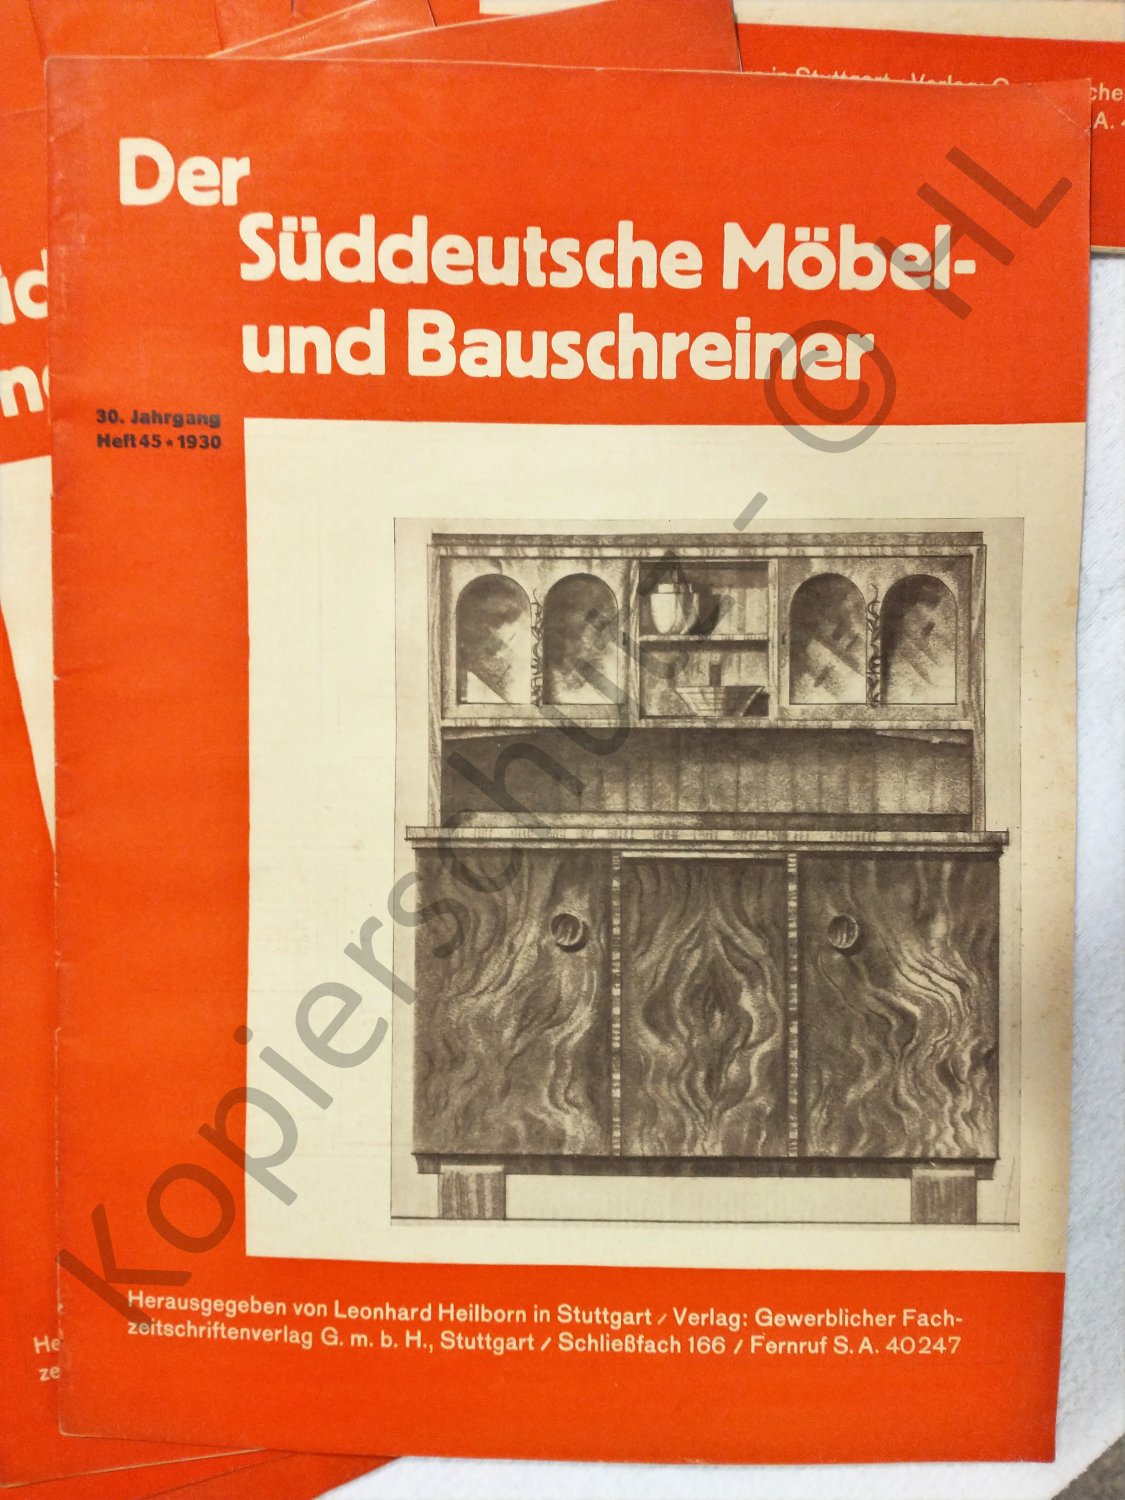 Der
Süddeutsche Möbel-
und Bauschreiner
30. Jahrgang
Heft 45 * 1930
Herausgegeben von Leonhard Heilborn in Stuttgart / Verlag: Gewerblicher Fach-
zeitschriftenverlag G. m. b. H., Stuttgart / Schließfach 166 / Fernruf S. A. 40247
Kopierschutz - © HL